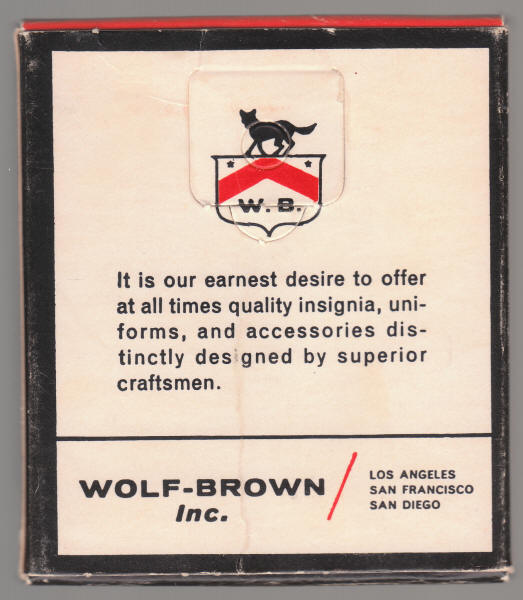 W. B.
It is our earnest desire to offer
at all times quality insignia, uni-
forms, and accessories dis-
tinctly designed by superior
craftsmen.
WOLF-BROWN
Inc.
LOS ANGELES
SAN FRANCISCO
SAN DIEGO